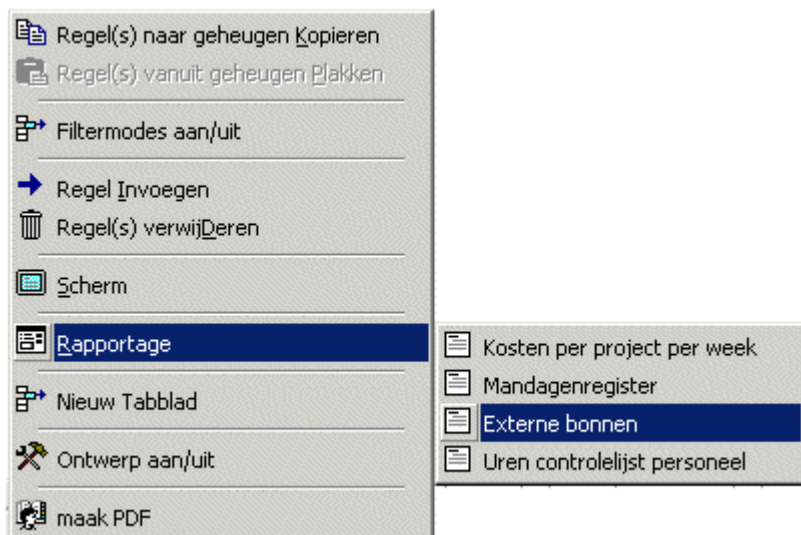 Regel(s) naar geheugen Kopieren
Regel(s) vanuit geheugen Plakken
Filtermodes aan/uit
Regel Invoegen
Regel(s) verwijDeren
Scherm
Rapportage
Kosten per project per week
Mandagenregister
Externe bonnen
Uren controlelijst personeel
Nieuw Tabblad
Ontwerp aan/uit
maak PDF